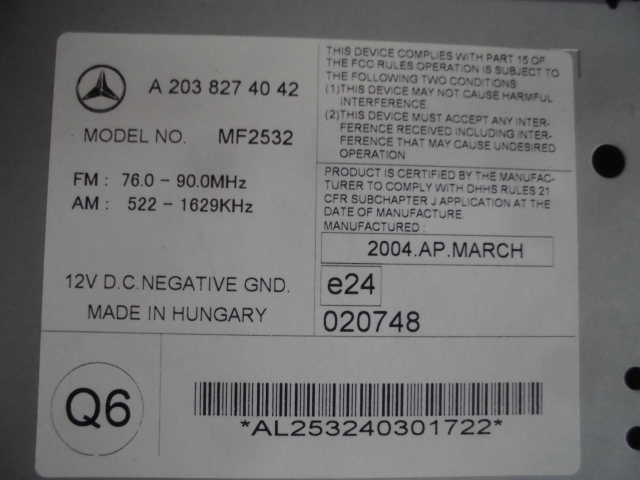 A 203 827 40 42
MODEL NO. MF2532
FM : 76.0 – 90.0MHz
AM : 522 – 1629KHz
12V D.C.NEGATIVE GND.
MADE IN HUNGARY
THIS DEVICE COMPLIES WITH PART 15 OF
THE FCC RULES OPERATION IS SUBJECT TO
THE FOLLOWING TWO CONDITIONS
(1)THIS DEVICE MAY NOT CAUSE HARMFUL
INTERFERENCE
(2)THIS DEVICE MUST ACCEPT ANY INTER-
FERENCE RECEIVED INCLUDING INTER-
FERENCE THAT MAY CAUSE UNDESIRED
OPERATION
PRODUCT IS CERTIFIED BY THE MANUFAC-
TURER TO COMPLY WITH DHHS RULES 21
CFR SUBCHAPTER J APPLICATION AT THE
DATE OF MANUFACTURE.
MANUFACTURED :
2004.AP.MARCH
e24
020748
Q6
*AL253240301722*